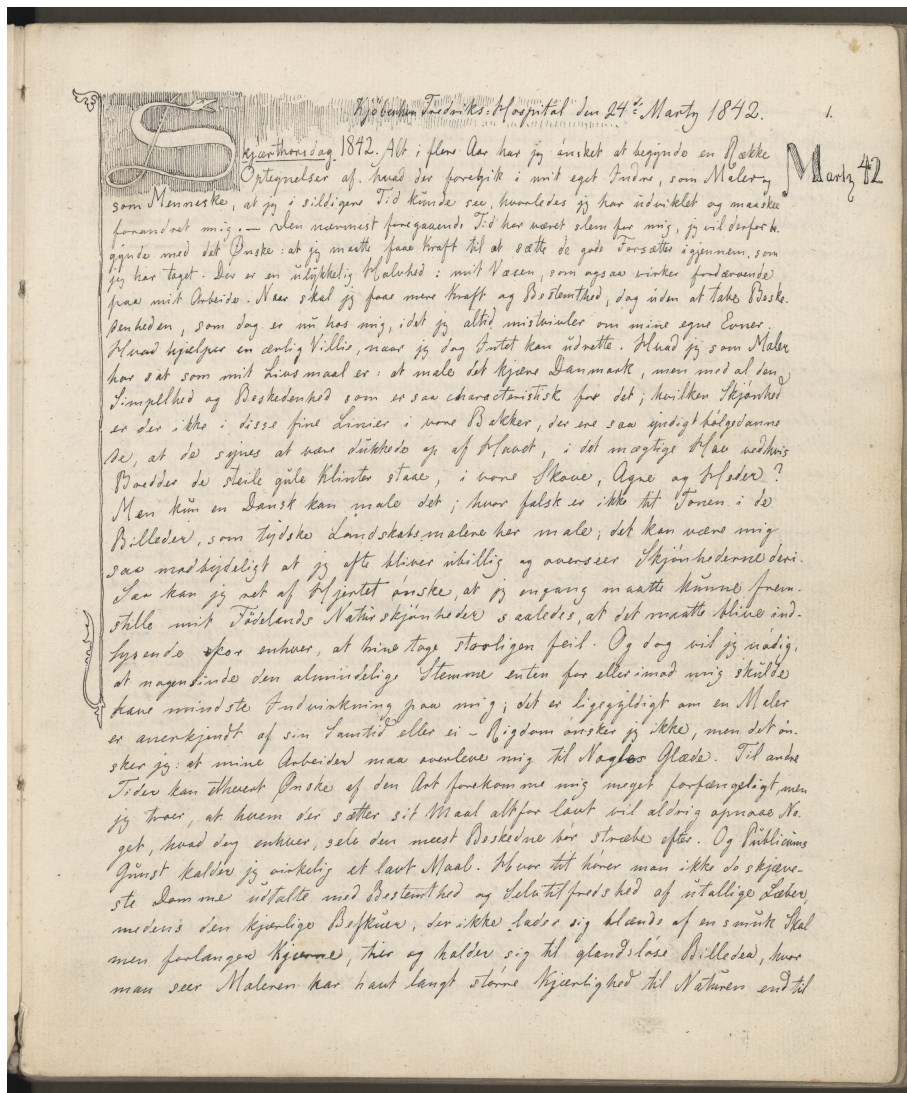 Kjöbenhavn Fredriks-Hospital den 24de Marty 1842.
1.
Martz 42
Skjærthorsdag 1842. Alt i flere Aar har jeg ønsket at begynde en Række
Optegnelser af hvad der foregik i mit eget Indre, som Maler og
som Menneske, at jeg i sildigere Tid kunde see, hvorledes jeg har udviklet og maaskee
forandret mig. — Den nærmest foregaaende Tid har været slem for mig, jeg vil derfor be-
gynde med det Ønske: at jeg maatte faae Kraft til at sætte de gode Forsætter igjennem, som
jeg har taget. Der er en ulykkelig Halvhed i mit Væsen, som ogsaa virker fordærvende
paa mit Arbeide. Naar skal jeg faae mere Kraft og Bestemthed, dog uden at tabe Beske-
denheden, som dog er nu hos mig, idet jeg altid mistvivler om mine egne Evner.
Hvad hjælper en ærlig Villie, naar jeg dog Intet kan udrette. Hvad jeg som Maler
har sat som mit Livsmaal er: at male det kjære Danmark, men med al den
Simpelhed og Beskedenhed som er saa characteristisk for det; hvilken Skjønhed
er der ikke i disse fine Linier i vore Bakker, der ere saa yndigt bølgedanne
de, at de synes at være dukkede op af Havet, i det mægtige Hav ved hvis
Bredder de steile gule Klinter staae, i vore Skove, Agre og Heder?
Men kun en Dansk kan male det; hvor falsk er ikke tit Tonen i de
Billeder, som tydske Landskabsmalere her male; det kan være mig
saa modbydeligt at jeg ofte bliver ubillig og overseer Skjønhederne deri.
Saa kan jeg ret af Hjertet ønske, at jeg engang maatte kunne frem-
stille mit Fødelands Naturskjønheder saaledes, at det maatte blive ind-
lysende for enhver, at hine tage storligen feil. Og dog vil jeg nødig,
at nogensinde den almindelige Stemme enten for eller imod mig skulde
have mindste Indvirkning paa mig; det er ligegyldigt om en Maler
er anerkjendt af sin Samtid eller ei — Rigdom ønsker jeg ikke, men det øn-
sker jeg: at mine Arbeider maa overleve mig til Nogles Glæde. Til andre
Tider kan ethvert Ønske af den Art forekomme mig meget forfængeligt, men
jeg troer, at hvem der sætter sit Maal altfor lavt vil aldrig opnaae No-
get, hvad dog enhver, selv den meest Beskedne bør stræbe efter. Og Publicums
Gunst kalder jeg virkelig et lavt Maal. Hvor tit hører man ikke de skjæve-
ste Domme udtalte med Bestemthed og Selvtilfredshed af utallige Læber,
medens den kjærlige Beskuer, der ikke lader sig blænde af en smuk Skal
men forlanger Kjerne, tier og holder sig til glandsløse Billeder, hvor
man seer Maleren har havt langt større Kjærlighed til Naturen end til